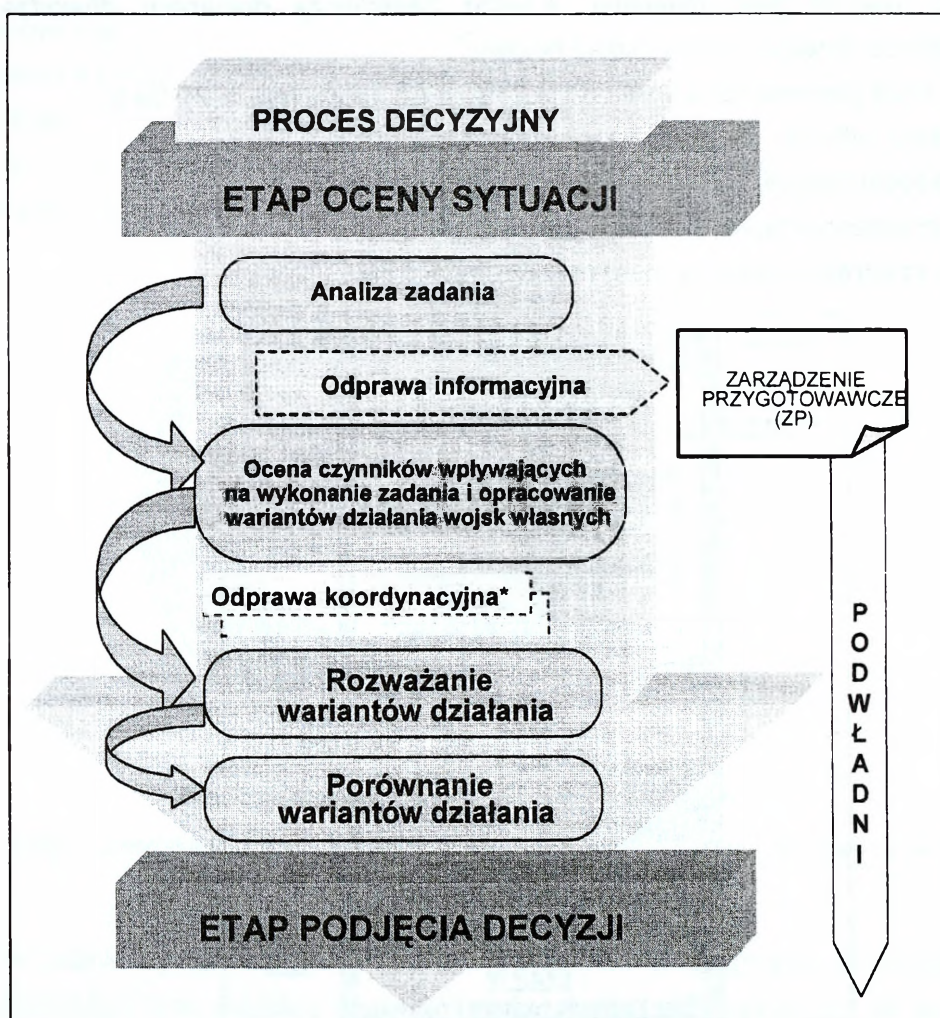 PROCES DECYZYJNY
ETAP OCENY SYTUACJI
Analiza zadania
Odprawa informacyjna
ZARZĄDZENIE
PRZYGOTOWAWCZE
(ZP)
Ocena czynników wpływających
na wykonanie zadania i opracowanie
wariantów działania wojsk własnych
Odprawa koordynacyjna*
Rozważanie
wariantów działania
Porównanie
wariantów działania
ETAP PODJĘCIA DECYZJI
P
O
D
W
Ł
A
D
N
I